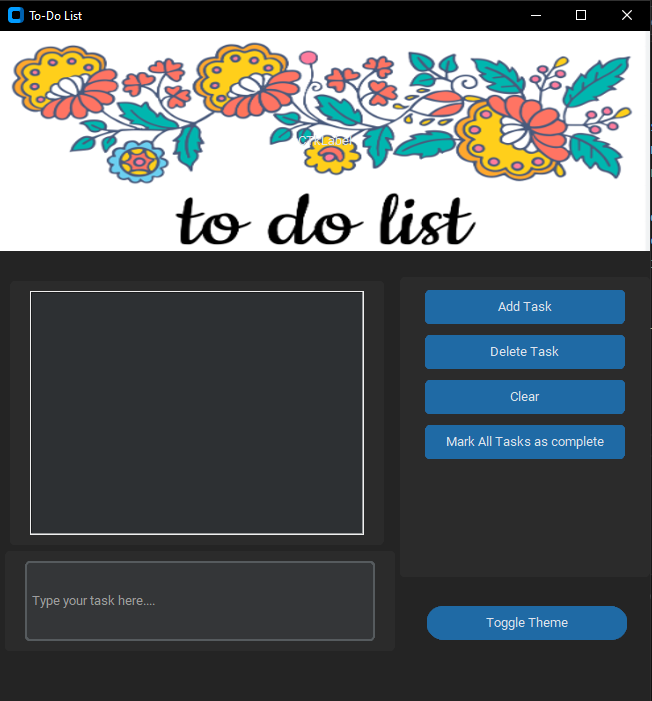 To-Do List
CTkLabel
to do list
Add Task
Delete Task
Clear
Mark All Tasks as complete
Type your task here....
Toggle Theme